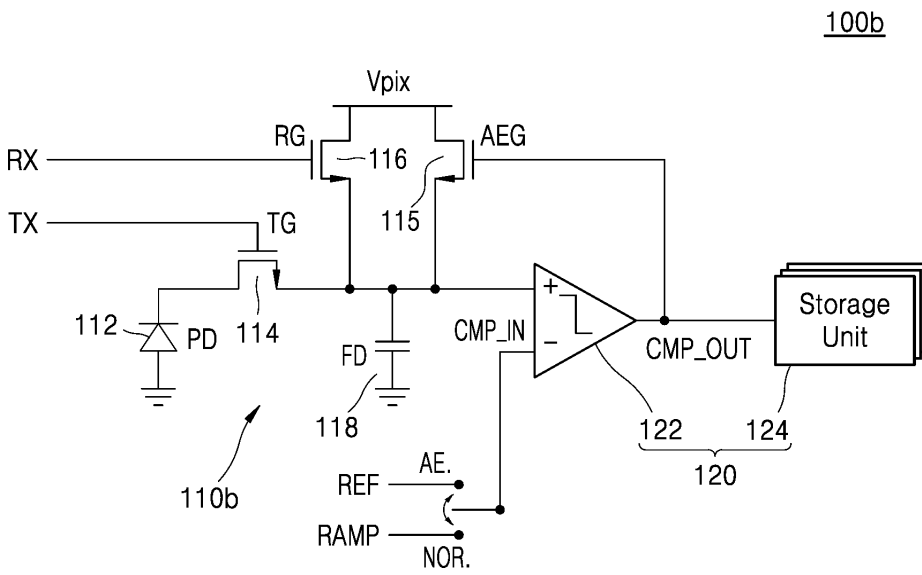 100b
Vpix
RG
AEG
RX
116
115
TX
TG
114
112
PD
+
−
CMP_IN
CMP_OUT
Storage
Unit
FD
118
122
124
120
110b
AE.
REF
RAMP
NOR.